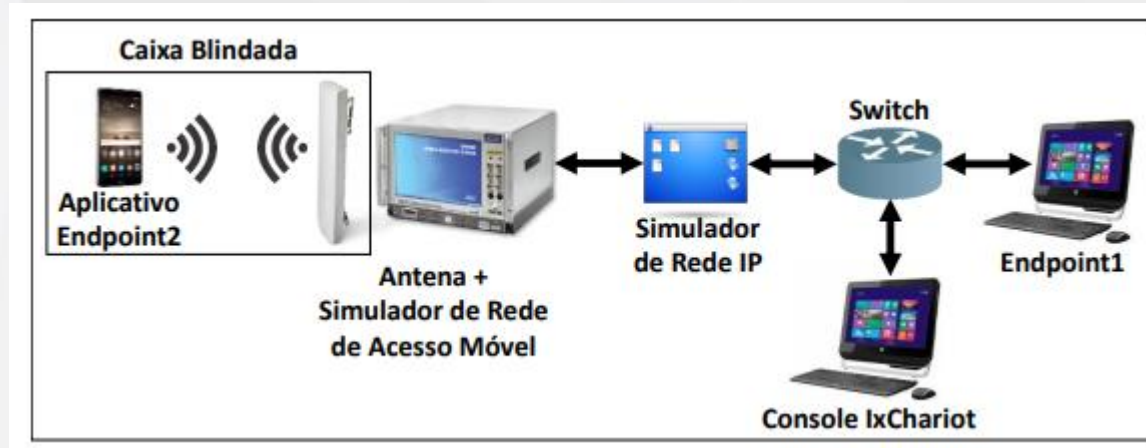 Caixa Blindada
Aplicativo
Endpoint2
Antena +
Simulador de Rede
de Acesso Móvel
Simulador
de Rede IP
Switch
Endpoint1
Console IxChariot